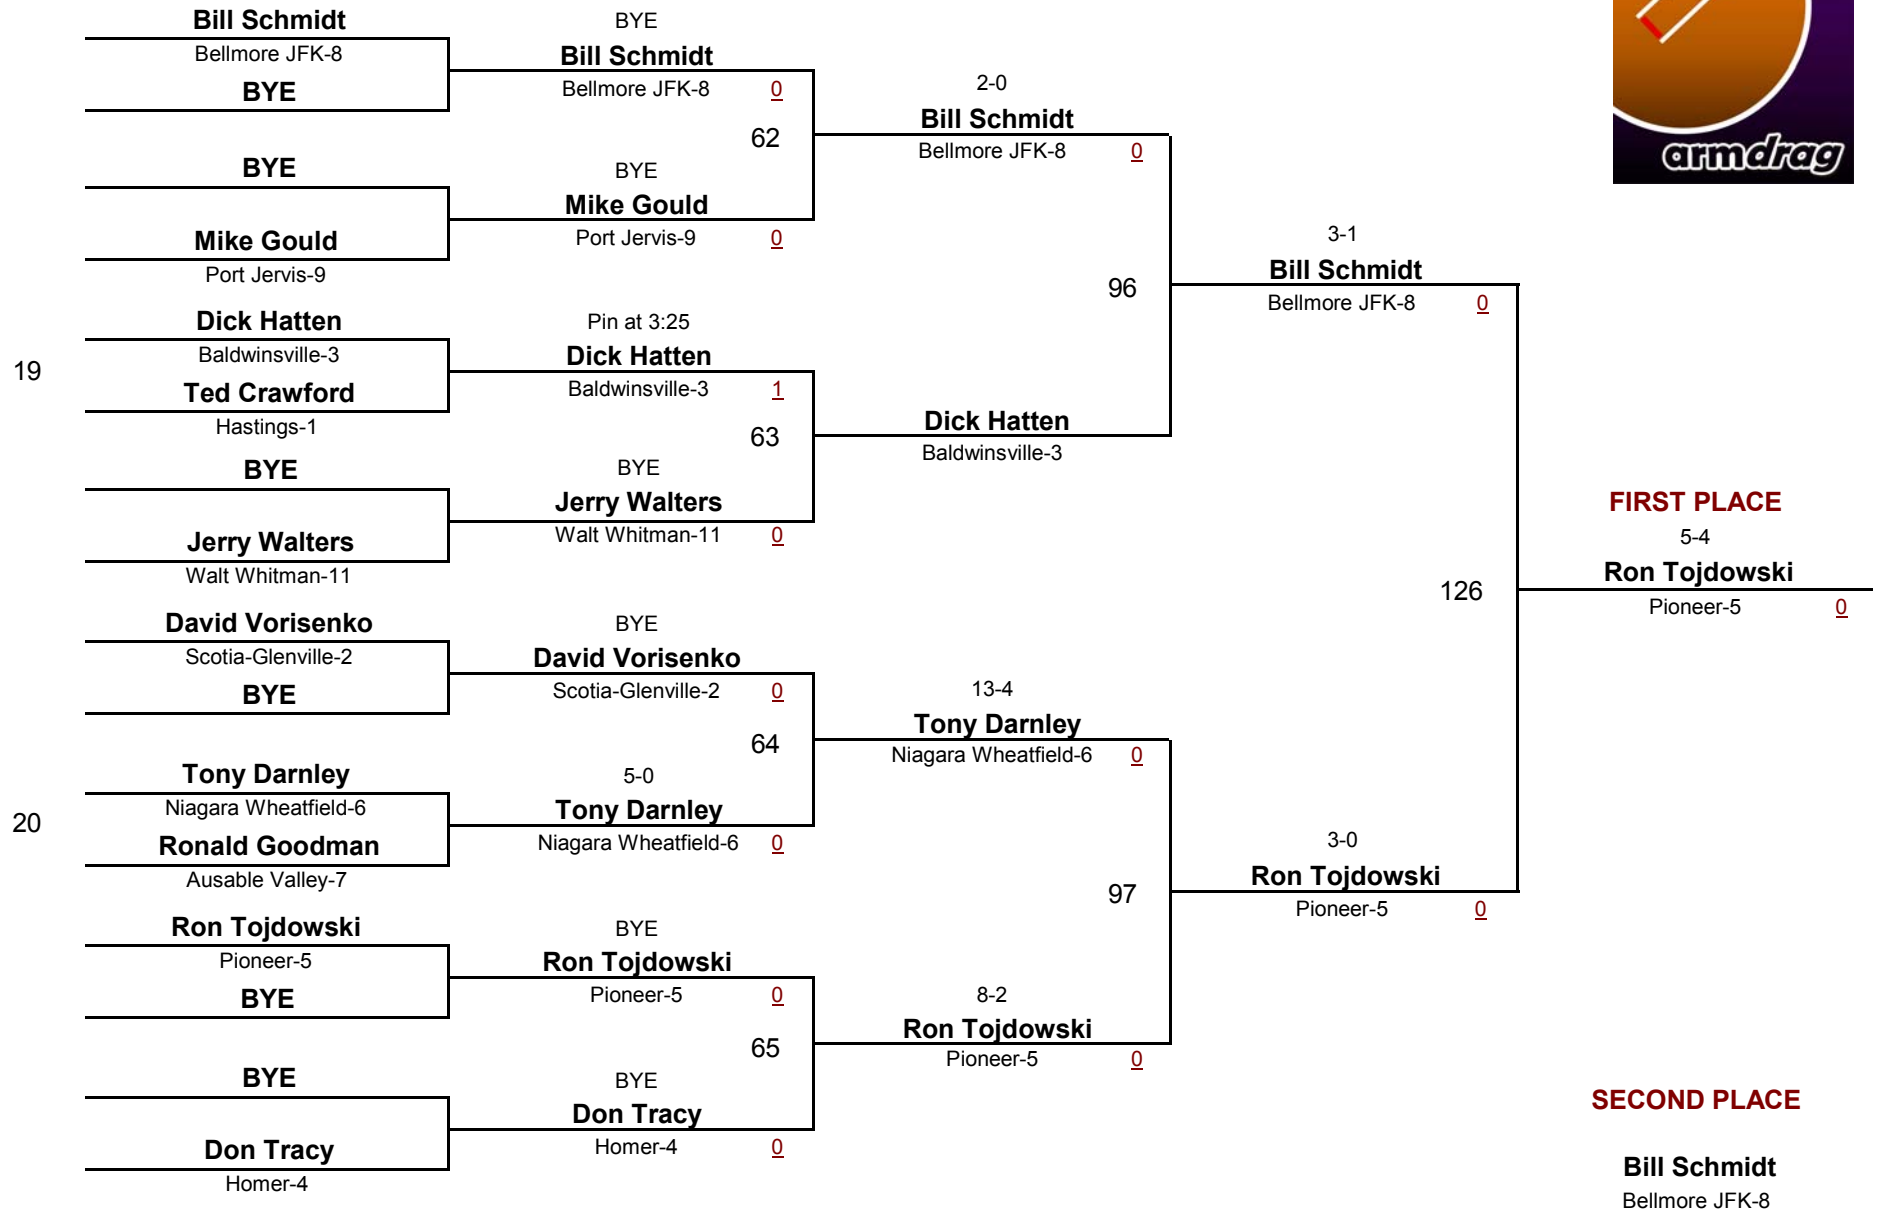 Bill Schmidt
Bellmore JFK-8
BYE
BYE
Mike Gould
Port Jervis-9
19
Dick Hatten
Baldwinsville-3
Ted Crawford
Hastings-1
BYE
Jerry Walters
Walt Whitman-11
David Vorisenko
Scotia-Glenville-2
BYE
20
Tony Darnley
Niagara Wheatfield-6
Ronald Goodman
Ausable Valley-7
Ron Tojdowski
Pioneer-5
BYE
BYE
Don Tracy
Homer-4
BYE
Bill Schmidt
Bellmore JFK-8 0
62
BYE
Mike Gould
Port Jervis-9 0
Pin at 3:25
Dick Hatten
Baldwinsville-3 1
63
BYE
Jerry Walters
Walt Whitman-11 0
BYE
David Vorisenko
Scotia-Glenville-2 0
64
5-0
Tony Darnley
Niagara Wheatfield-6 0
BYE
Ron Tojdowski
Pioneer-5 0
65
BYE
Don Tracy
Homer-4 0
2-0
Bill Schmidt
Bellmore JFK-8 0
96
Dick Hatten
Baldwinsville-3
13-4
Tony Darnley
Niagara Wheatfield-6 0
97
8-2
Ron Tojdowski
Pioneer-5 0
3-1
Bill Schmidt
Bellmore JFK-8 0
126
3-0
Ron Tojdowski
Pioneer-5 0
armdrag
FIRST PLACE
5-4
Ron Tojdowski
Pioneer-5 0
SECOND PLACE
Bill Schmidt
Bellmore JFK-8